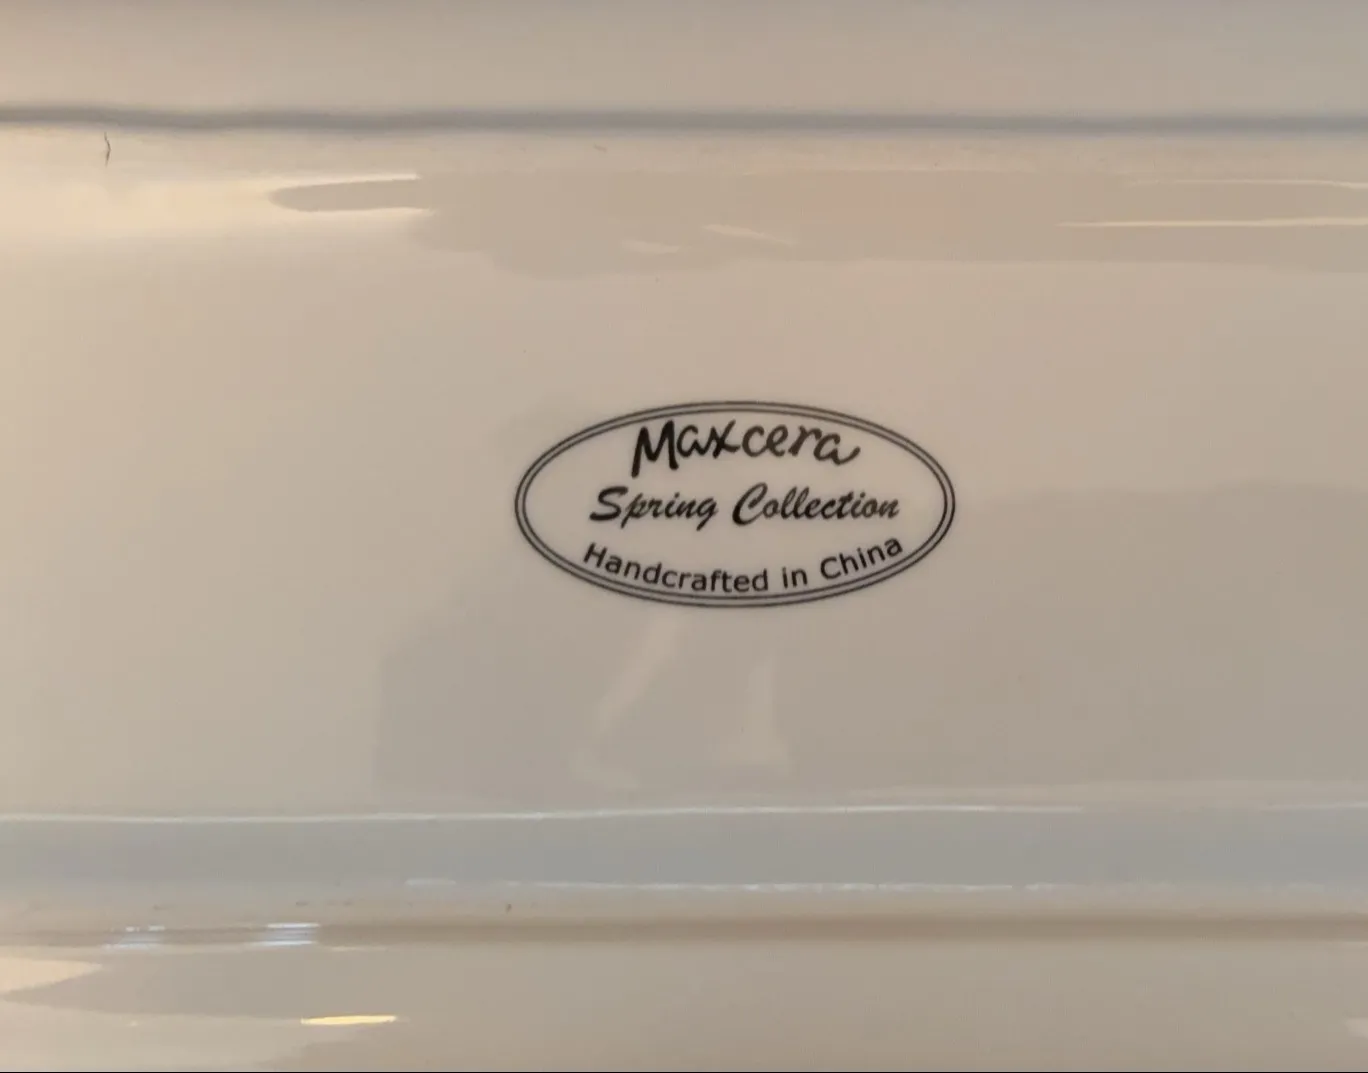 Maxcera
Spring Collection
Handcrafted in China